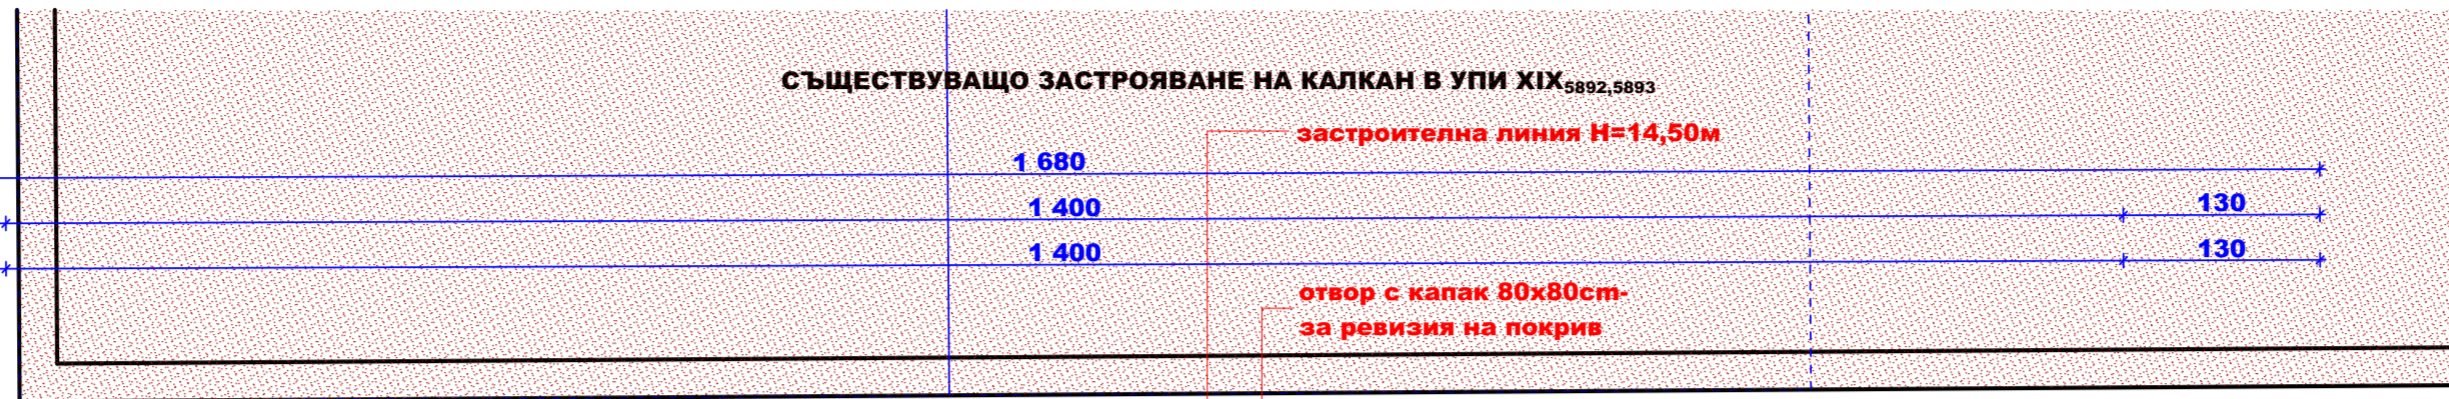 СЪЩЕСТВУВАЩО ЗАСТРОЯВАНЕ НА КАЛКАН В УПИ XIX5892,5893
застроителна линия H=14,50м
1 680
1 400 130
1 400 130
отвор с капак 80x80cm-
за ревизия на покрив